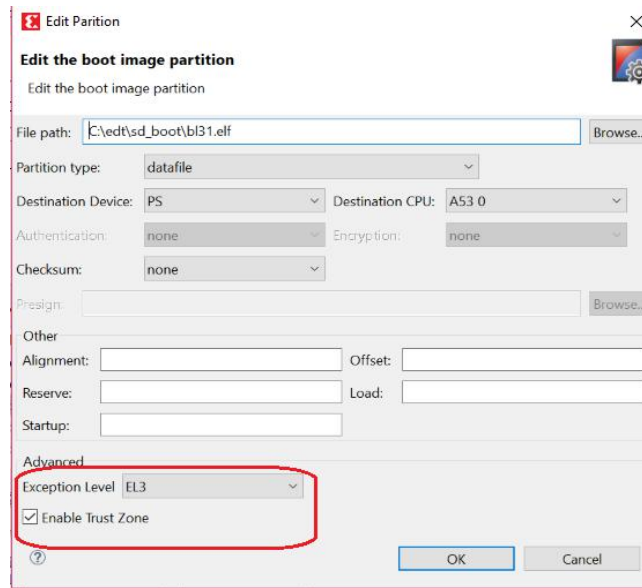 Edit Parition
Edit the boot image partition
Edit the boot image partition
File path: C:\edt\sd_boot\bl31.elf Browse..
Partition type: datafile
Destination Device: PS Destination CPU: A53 0
Authentication: none Encryption: none
Checksum: none
Presign: Browse..
Other
Alignment: Offset:
Reserve: Load:
Startup:
Advanced
Exception Level EL3
Enable Trust Zone
? OK Cancel